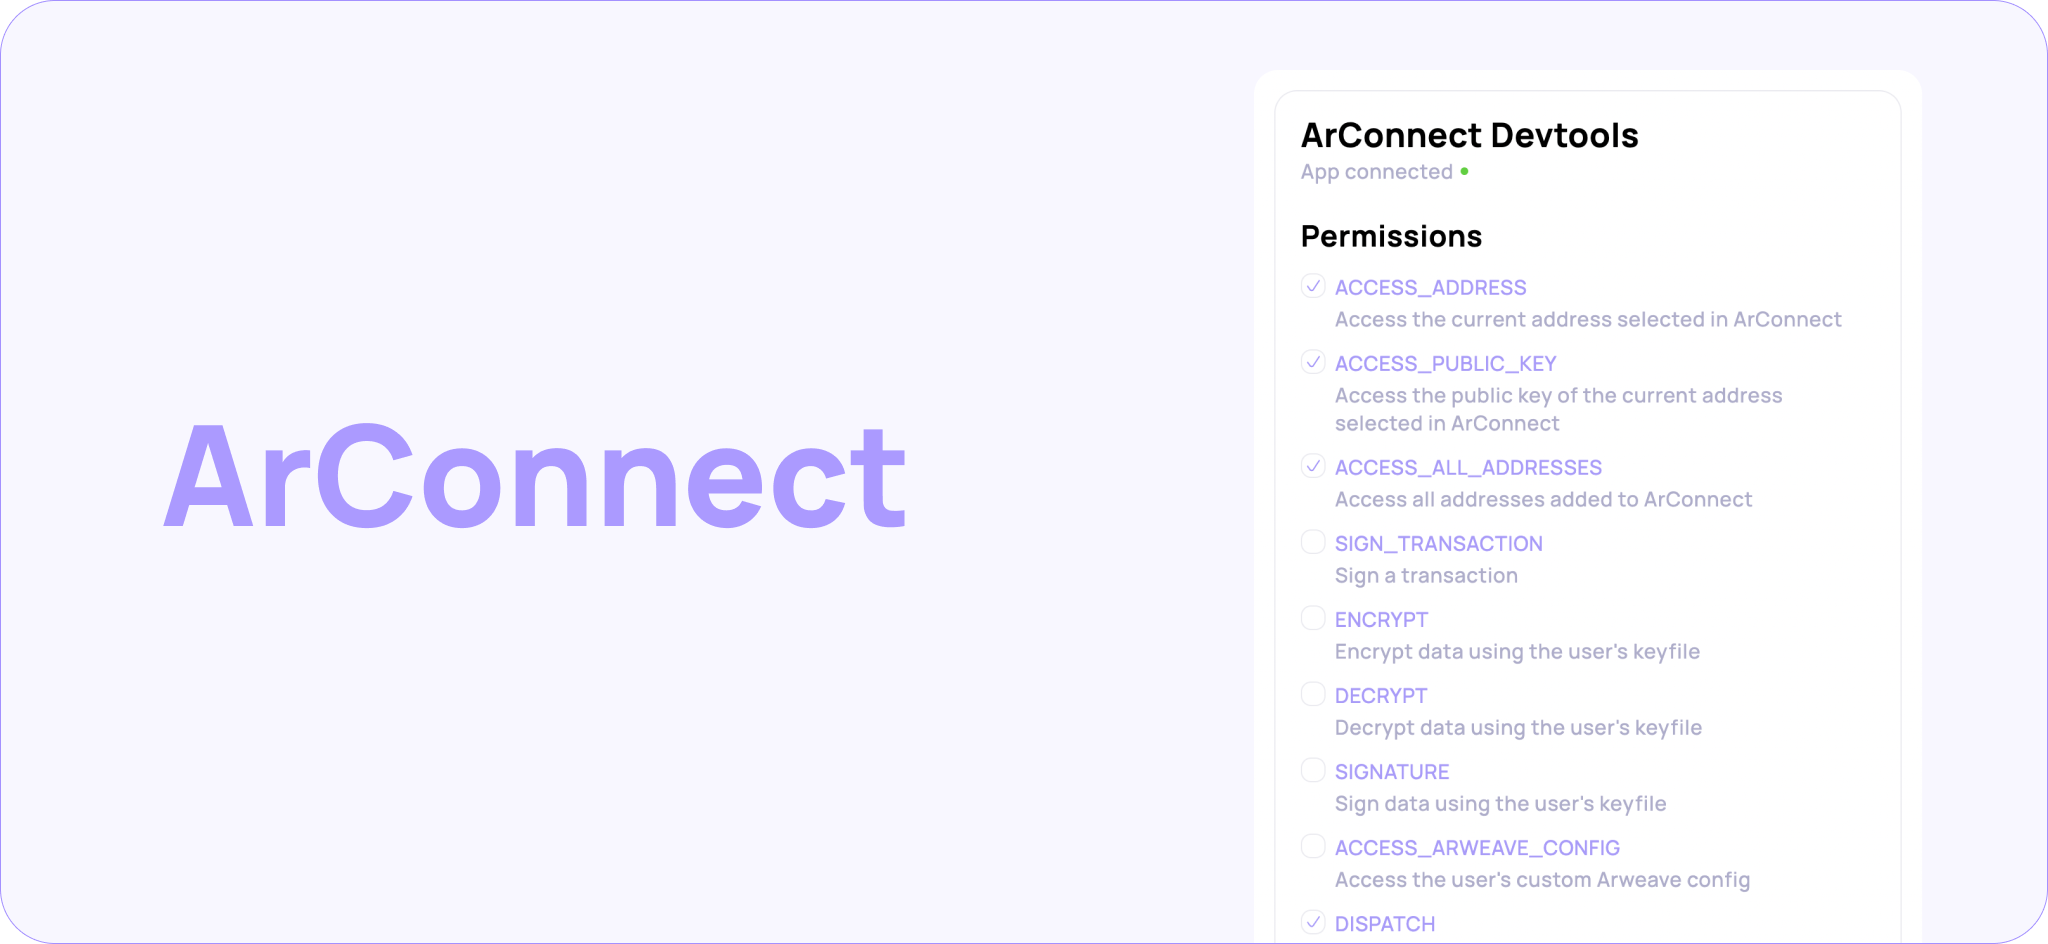 ArConnect
ArConnect Devtools
App connected
Permissions
ACCESS_ADDRESS
Access the current address selected in ArConnect
ACCESS_PUBLIC_KEY
Access the public key of the current address
selected in ArConnect
ACCESS_ALL_ADDRESSES
Access all addresses added to ArConnect
SIGN_TRANSACTION
Sign a transaction
ENCRYPT
Encrypt data using the user's keyfile
DECRYPT
Decrypt data using the user's keyfile
SIGNATURE
Sign data using the user's keyfile
ACCESS_ARWEAVE_CONFIG
Access the user's custom Arweave config
DISPATCH